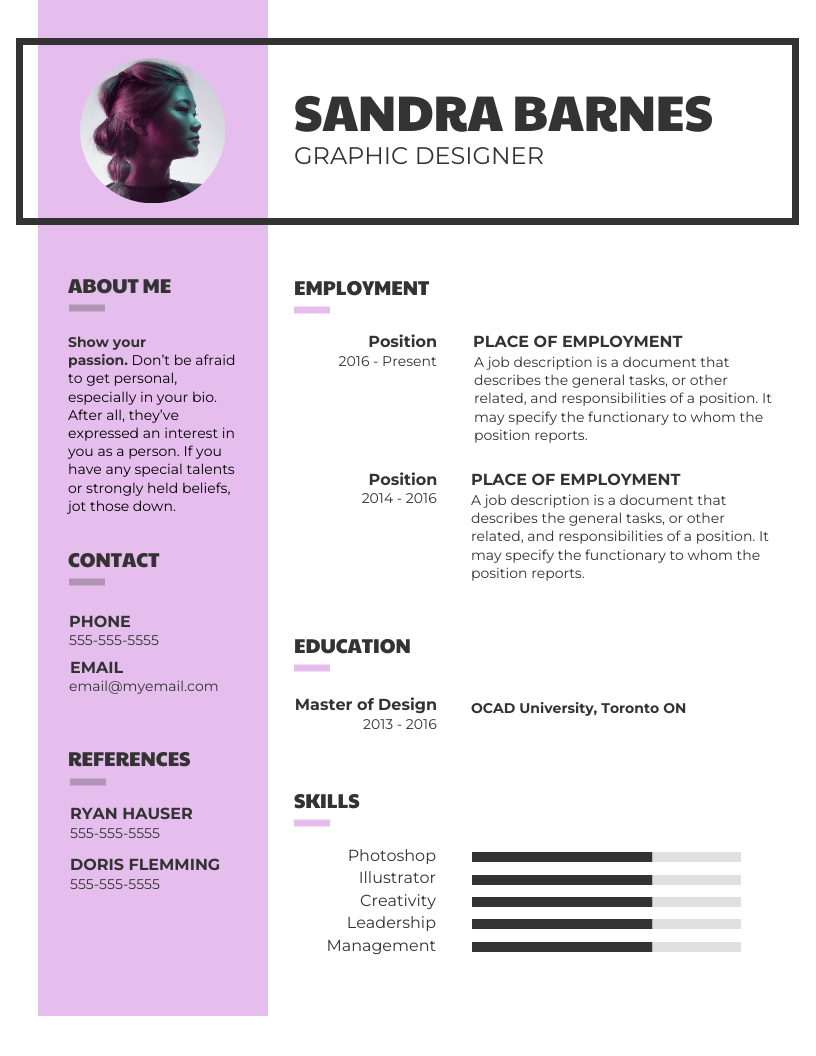 SANDRA BARNES
GRAPHIC DESIGNER
ABOUT ME
Show your
passion. Don’t be afraid
to get personal,
especially in your bio.
After all, they’ve
expressed an interest in
you as a person. If you
have any special talents
or strongly held beliefs,
jot those down.
CONTACT
PHONE
555-555-5555
EMAIL
email@myemail.com
REFERENCES
RYAN HAUSER
555-555-5555
DORIS FLEMMING
555-555-5555
EMPLOYMENT
Position
2016 - Present
PLACE OF EMPLOYMENT
A job description is a document that
describes the general tasks, or other
related, and responsibilities of a position. It
may specify the functionary to whom the
position reports.
Position
2014 - 2016
PLACE OF EMPLOYMENT
A job description is a document that
describes the general tasks, or other
related, and responsibilities of a position. It
may specify the functionary to whom the
position reports.
EDUCATION
Master of Design
2013 - 2016
OCAD University, Toronto ON
SKILLS
Photoshop
Illustrator
Creativity
Leadership
Management